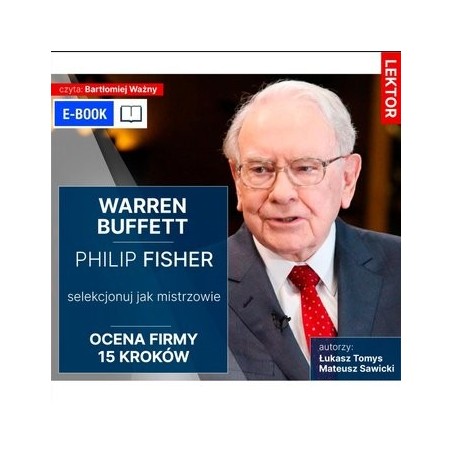 LEKTOR
czyta: Bartłomiej Ważny
E-BOOK
WARREN
BUFFETT
PHILIP FISHER
selekcjonuj jak mistrzowie
OCENA FIRMY
15 KROKÓW
autorzy:
Łukasz Tomys
Mateusz Sawicki